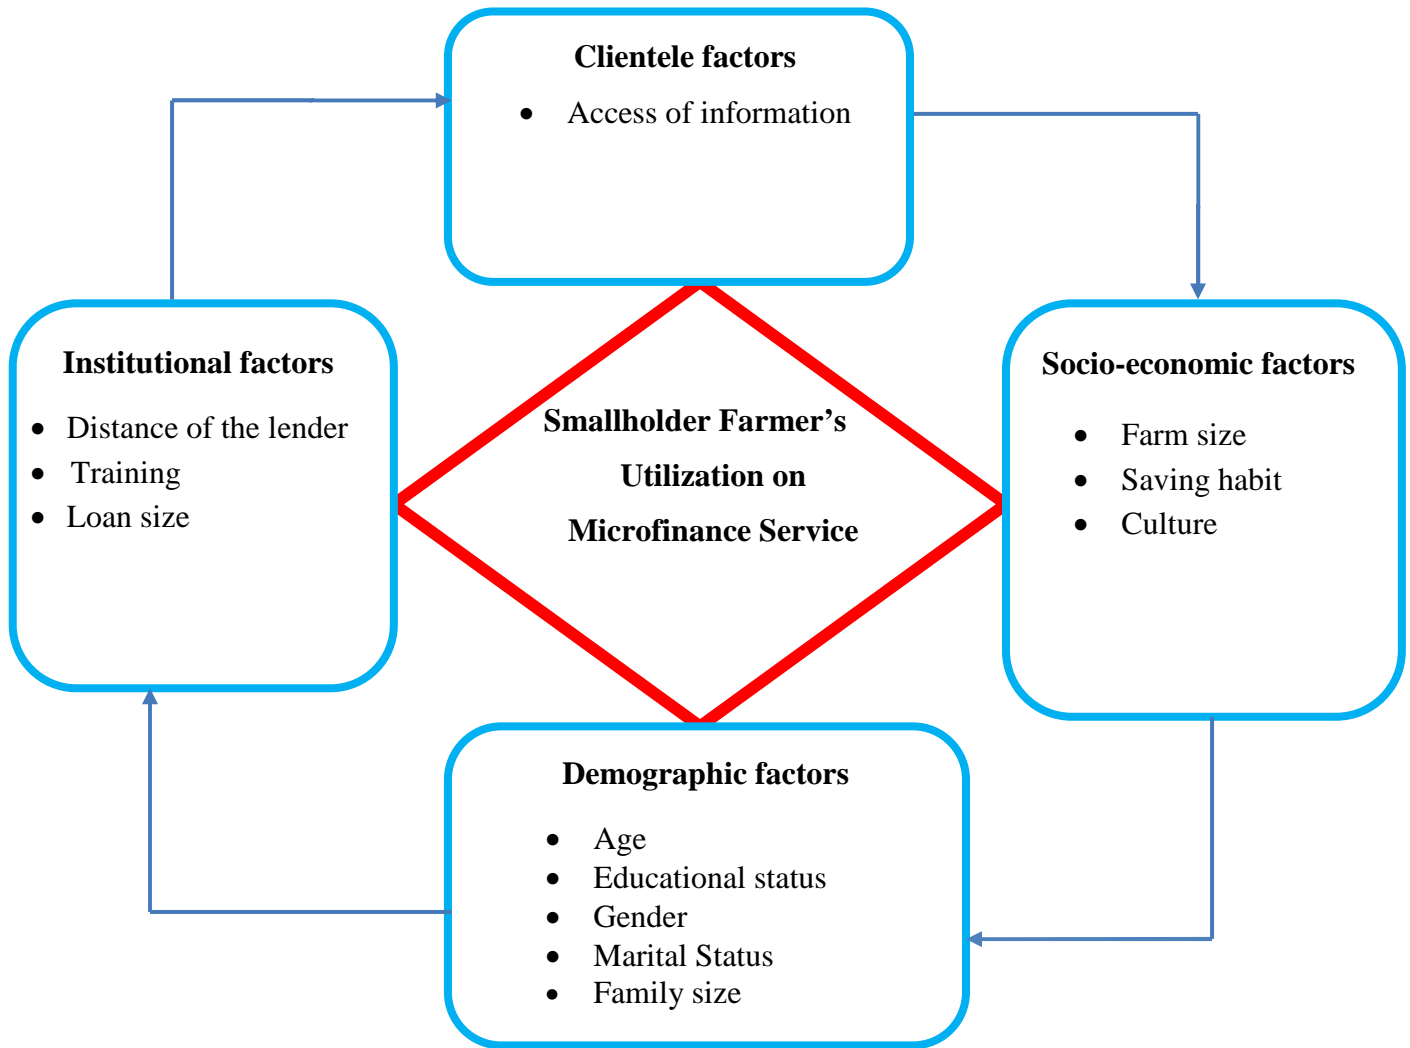 Clientele factors
• Access of information
Institutional factors
• Distance of the lender
• Training
• Loan size
Smallholder Farmer’s
Utilization on
Microfinance Service
Socio-economic factors
• Farm size
• Saving habit
• Culture
Demographic factors
• Age
• Educational status
• Gender
• Marital Status
• Family size